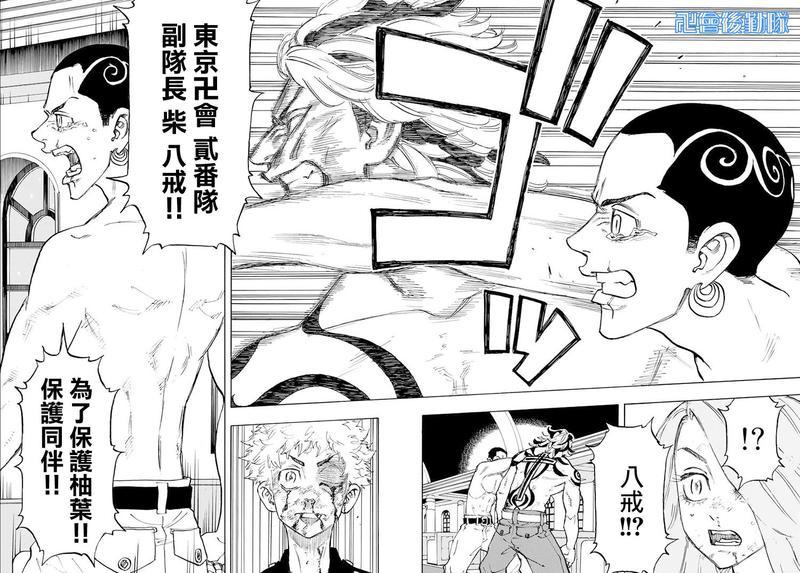 卍會後勤隊
ゴッ
!?
八戒!!?
東京卍會 貳番隊
副隊長 柴 八戒!!
為了保護柚葉!!
保護同伴!!